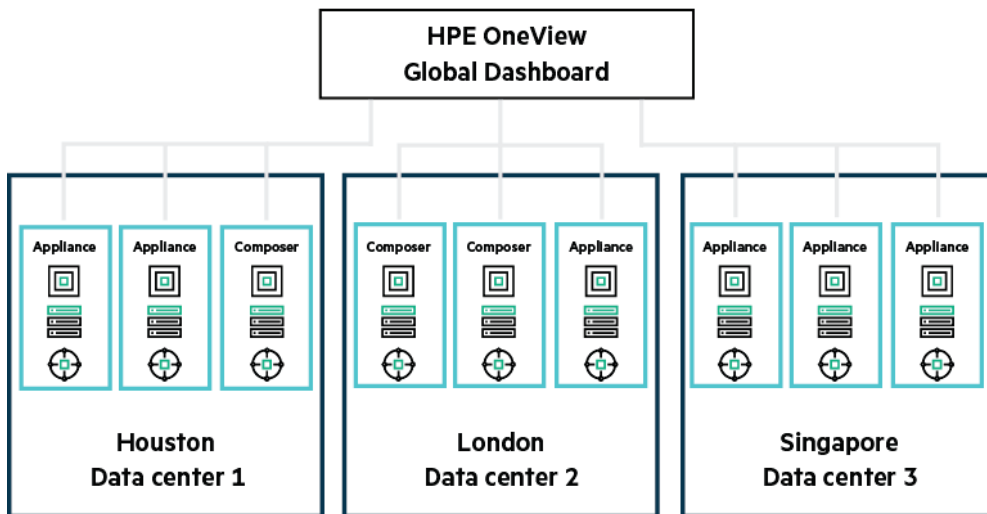 HPE OneView
Global Dashboard
Appliance
Appliance
Composer
Composer
Composer
Appliance
Appliance
Appliance
Appliance
Houston
Data center 1
London
Data center 2
Singapore
Data center 3